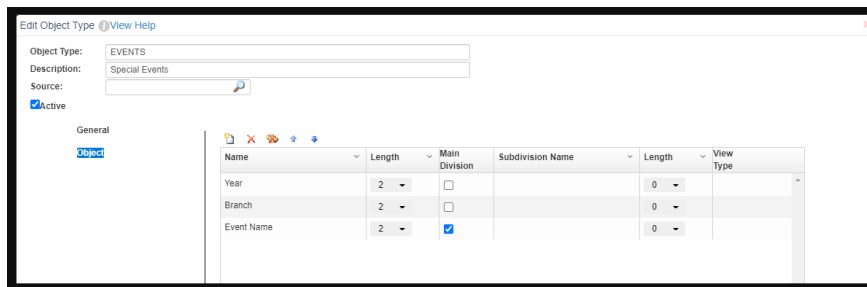 Edit Object Type View Help
Object Type: EVENTS
Description: Special Events
Source:
Active
General
Object
Name Length Main Division Subdivision Name Length View Type
Year 2 0
Branch 2 0
Event Name 2 0